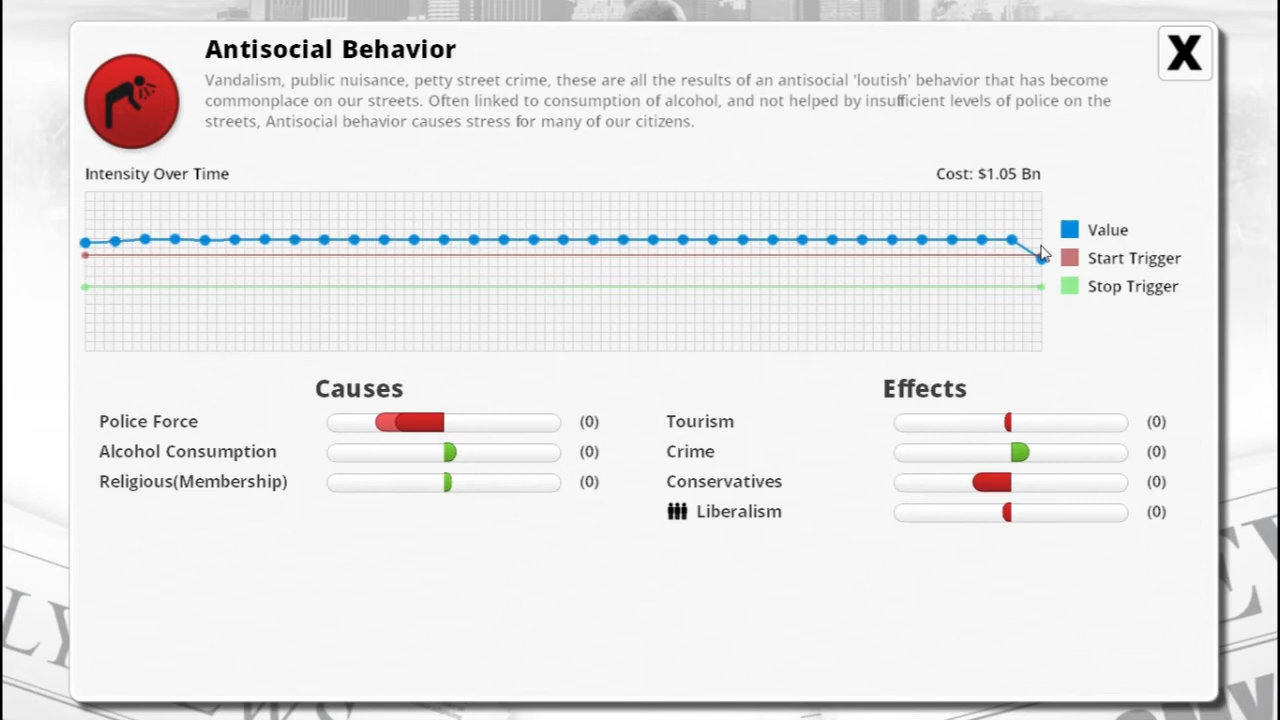 Antisocial Behavior
X
Vandalism, public nuisance, petty street crime, these are all the results of an antisocial 'loutish' behavior that has become
commonplace on our streets. Often linked to consumption of alcohol, and not helped by insufficient levels of police on the
streets, Antisocial behavior causes stress for many of our citizens.
Intensity Over Time
Cost: $1.05 Bn
Value
Start Trigger
Stop Trigger
Causes
Effects
Police Force (0)
Tourism (0)
Alcohol Consumption (0)
Crime (0)
Religious(Membership) (0)
Conservatives (0)
Liberalism (0)